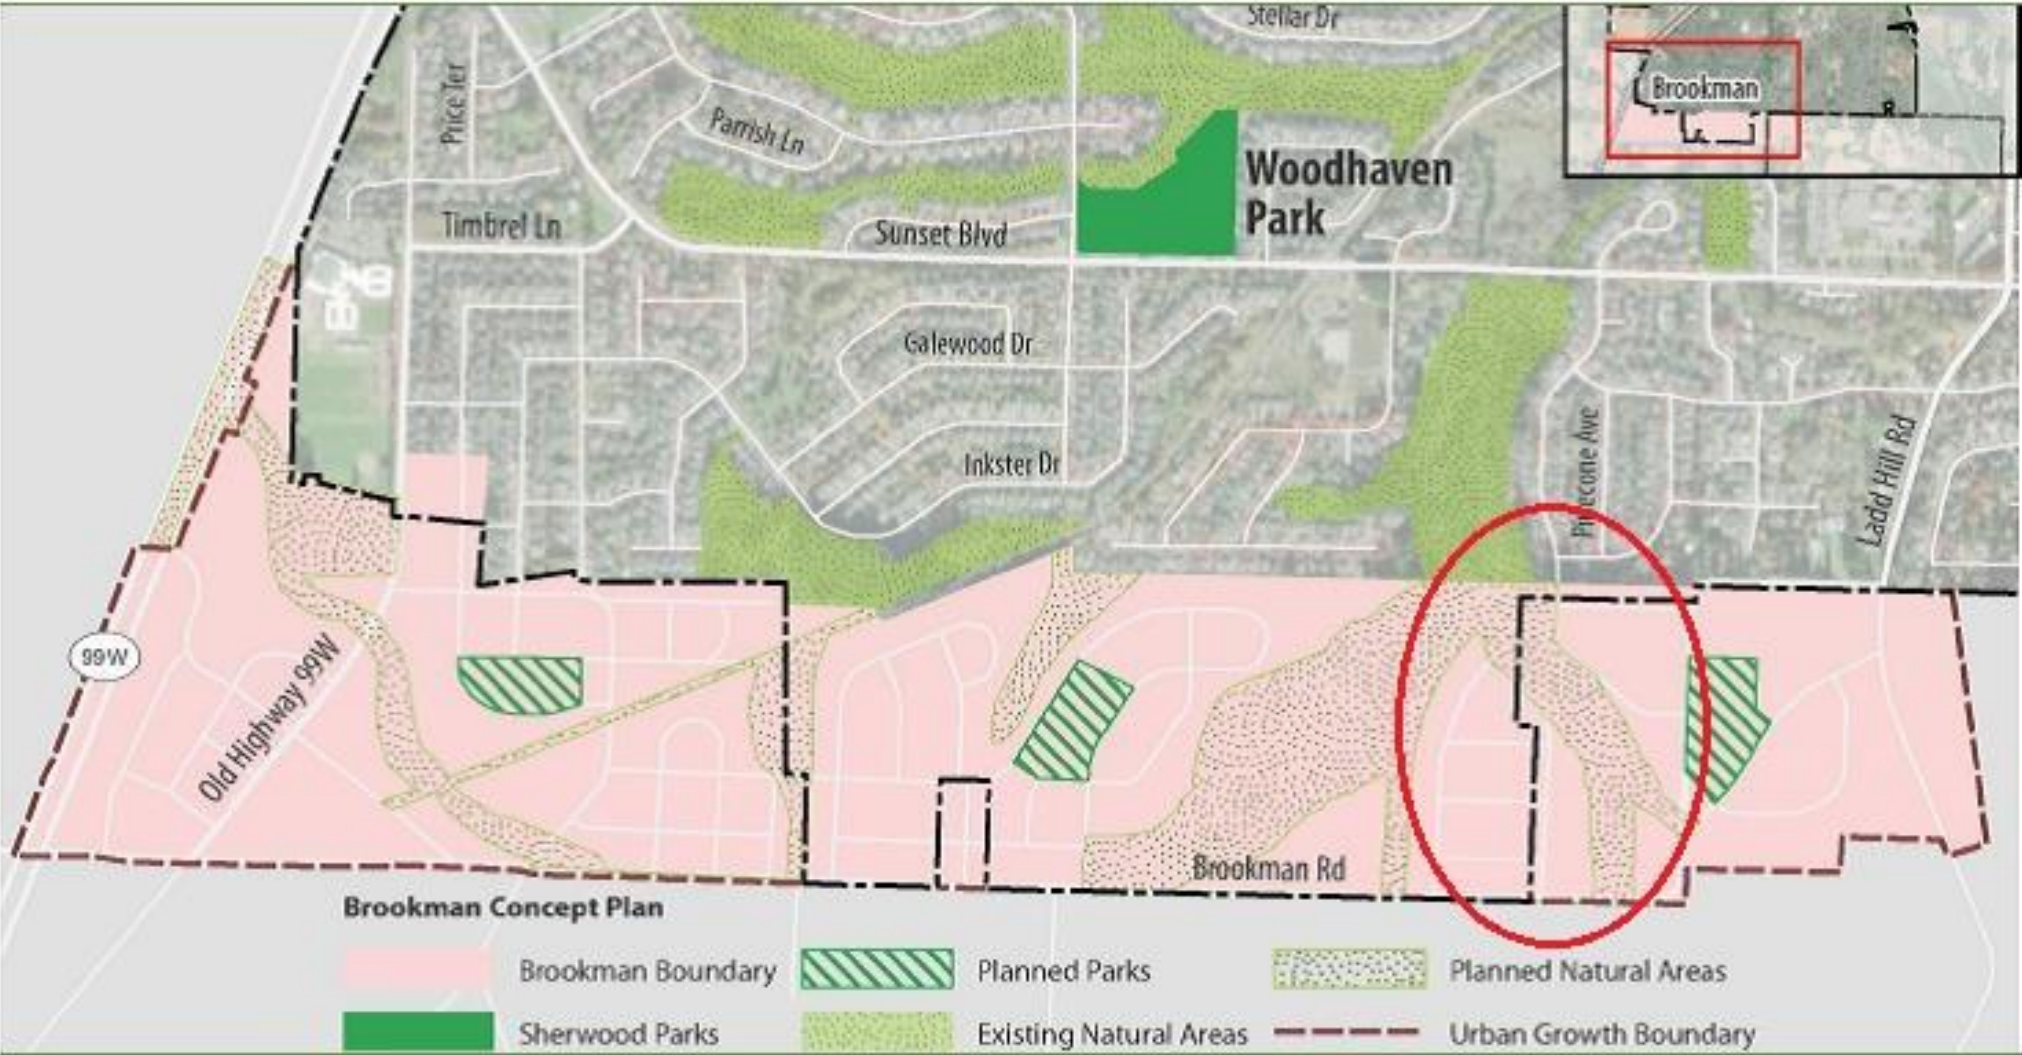 Stellar Dr
Brookman
Price Ter
Parrish Ln
Woodhaven
Park
Timbrel Ln
Sunset Blvd
Galewood Dr
Inkster Dr
Pinecone Ave
Ladd Hill Rd
99W
Old Highway 99W
Brookman Rd
Brookman Concept Plan
Brookman Boundary
Planned Parks
Planned Natural Areas
Sherwood Parks
Existing Natural Areas
Urban Growth Boundary